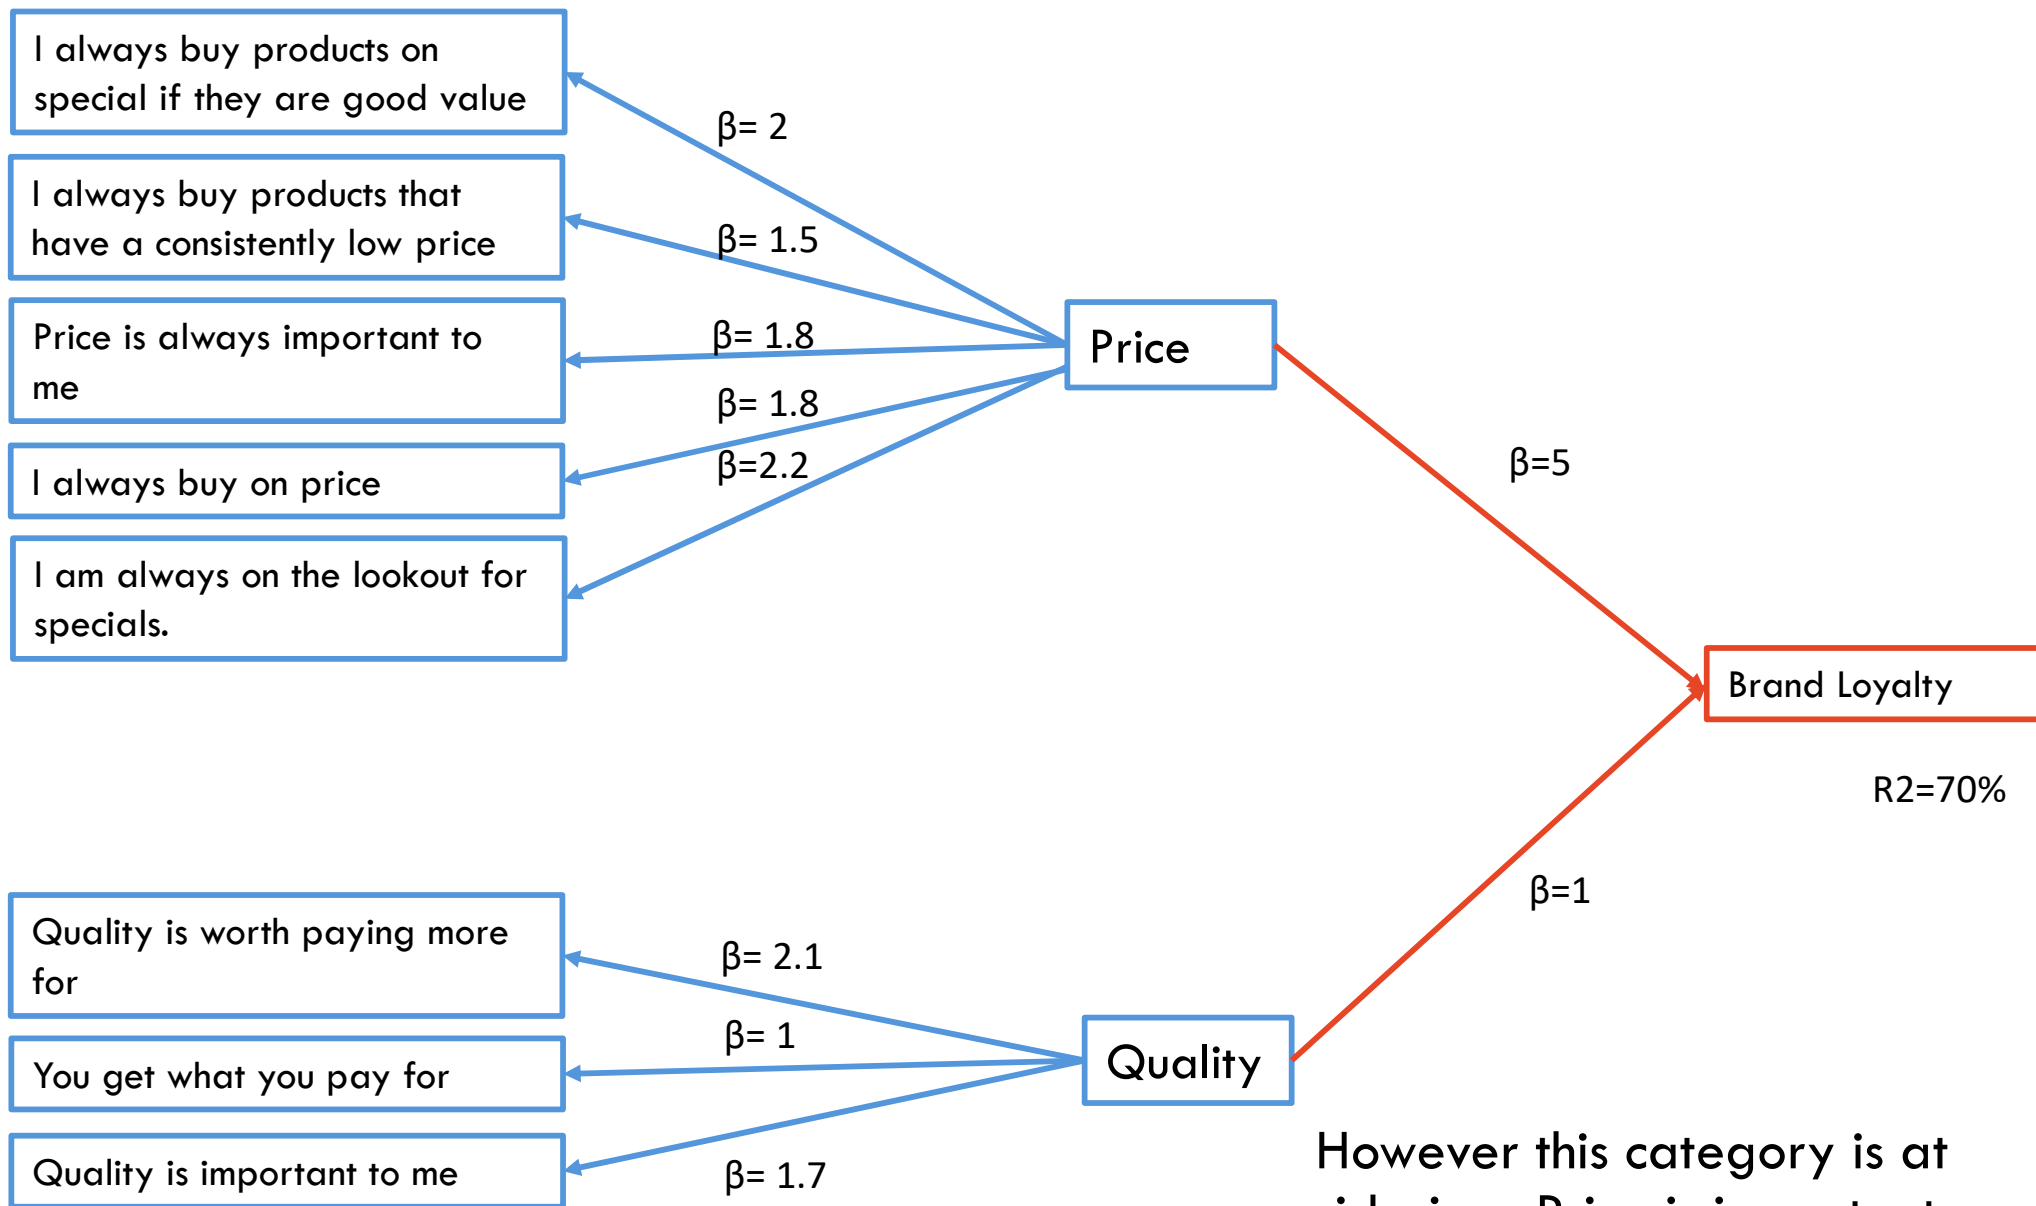 I always buy products on
special if they are good value
β= 2
I always buy products that
have a consistently low price
β= 1.5
Price is always important to
me
β= 1.8
Price
I always buy on price
β= 1.8
β=2.2
β=5
I am always on the lookout for
specials.
Brand Loyalty
R2=70%
β=1
Quality is worth paying more
for
β= 2.1
You get what you pay for
β= 1
Quality
Quality is important to me
β= 1.7
However this category is at
Price is important